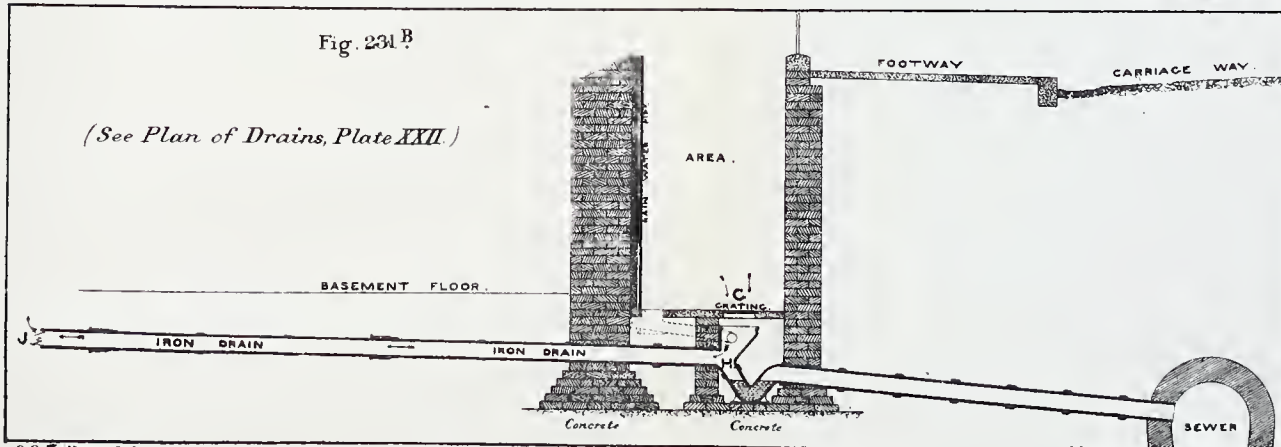 Fig. 231 B.
(See Plan of Drains, Plate XXII.)
FOOTWAY
CARRIAGE WAY.
RAIN WATER PIPE
AREA.
BASEMENT FLOOR.
G
GRATING
J
IRON DRAIN
IRON DRAIN
H
Concrete
Concrete
SEWER